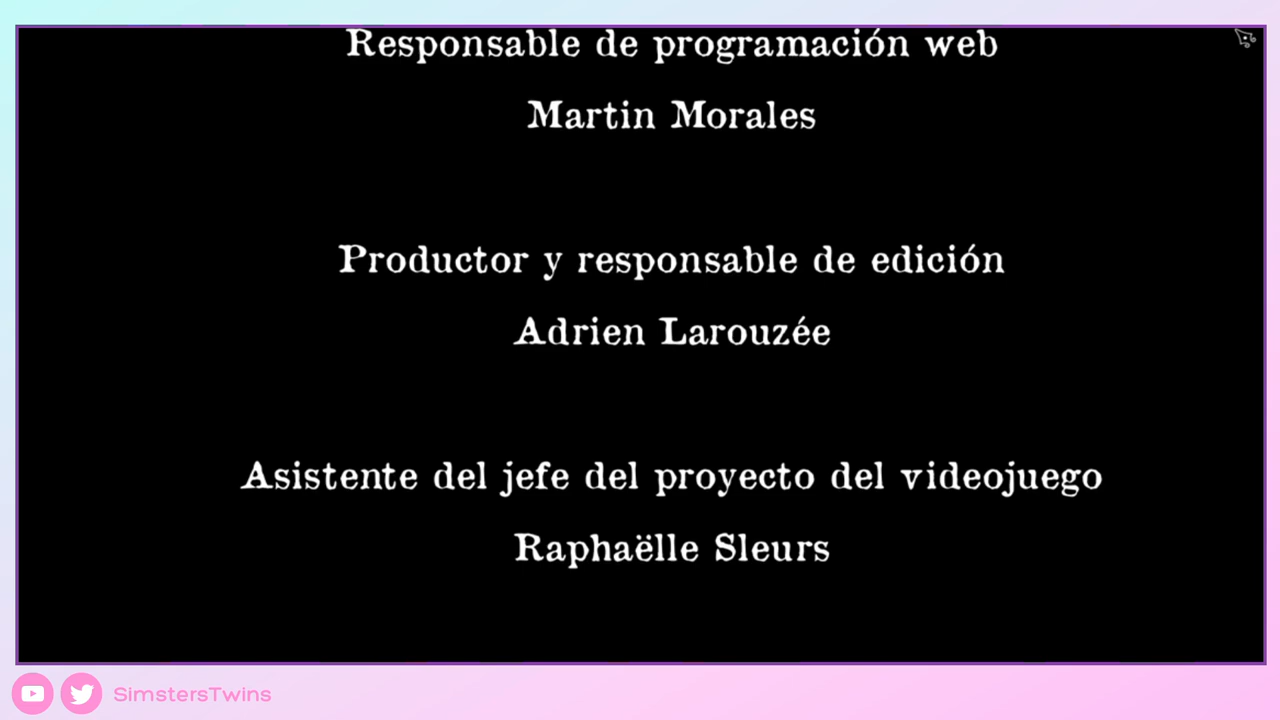 Responsable de programación web
Martin Morales
Productor y responsable de edición
Adrien Larouzée
Asistente del jefe del proyecto del videojuego
Raphaëlle Sleurs
SimstersTwins